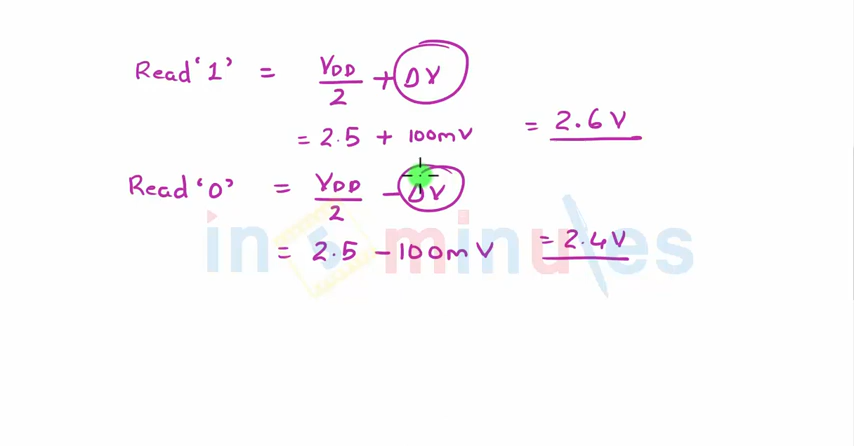 Read '1' = VDD/2 + ΔV
= 2.5 + 100mV = 2.6V
Read '0' = VDD/2 - ΔV
= 2.5 - 100mV = 2.4V
in 5 minutes